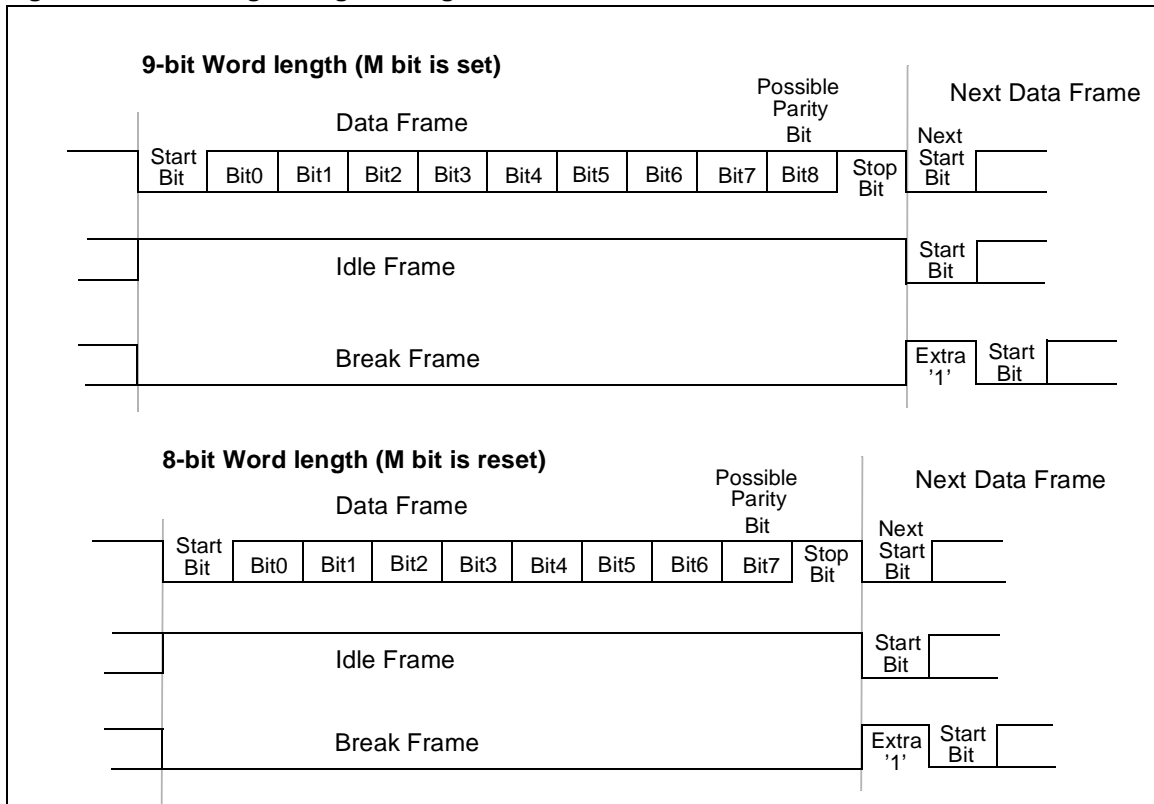 9-bit Word length (M bit is set)
Possible
Parity
Bit
Next Data Frame
Data Frame
Start
Bit
Bit0
Bit1
Bit2
Bit3
Bit4
Bit5
Bit6
Bit7
Bit8
Stop
Bit
Next
Start
Bit
Idle Frame
Start
Bit
Break Frame
Extra
'1'
Start
Bit
8-bit Word length (M bit is reset)
Possible
Parity
Bit
Next Data Frame
Data Frame
Start
Bit
Bit0
Bit1
Bit2
Bit3
Bit4
Bit5
Bit6
Bit7
Stop
Bit
Next
Start
Bit
Idle Frame
Start
Bit
Break Frame
Extra
'1'
Start
Bit